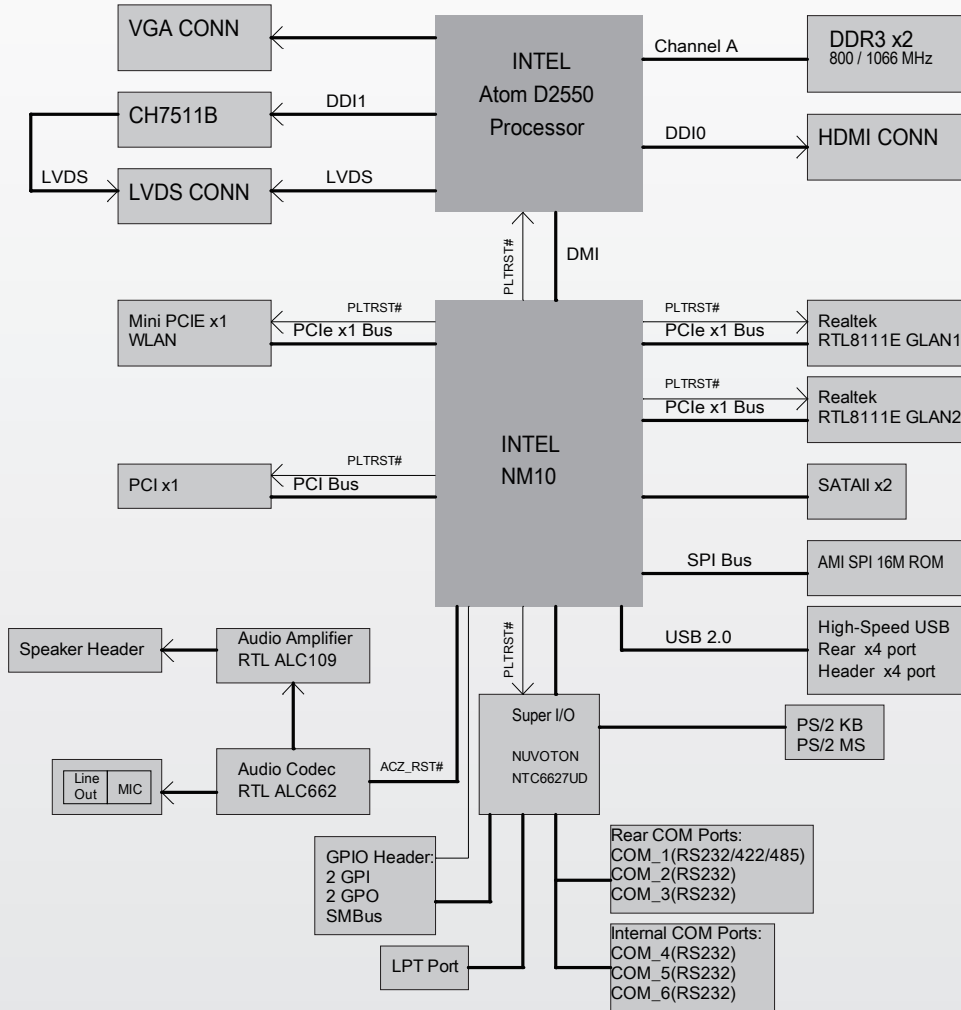 VGA CONN
CH7511B
LVDS CONN
DDI1
LVDS
LVDS
INTEL
Atom D2550
Processor
Channel A
DDR3 x2
800 / 1066 MHz
DDI0
HDMI CONN
PLTRST#
DMI
Mini PCIE x1
WLAN
PLTRST#
PCIe x1 Bus
PCI x1
PLTRST#
PCI Bus
INTEL
NM10
PLTRST#
PCIe x1 Bus
Realtek
RTL8111E GLAN1
PLTRST#
PCIe x1 Bus
Realtek
RTL8111E GLAN2
SATAII x2
SPI Bus
AMI SPI 16M ROM
USB 2.0
High-Speed USB
Rear x4 port
Header x4 port
Speaker Header
Audio Amplifier
RTL ALC109
Line
Out
MIC
Audio Codec
RTL ALC662
ACZ_RST#
PLTRST#
Super I/O
NUVOTON
NTC6627UD
PS/2 KB
PS/2 MS
GPIO Header:
2 GPI
2 GPO
SMBus
LPT Port
Rear COM Ports:
COM_1(RS232/422/485)
COM_2(RS232)
COM_3(RS232)
Internal COM Ports:
COM_4(RS232)
COM_5(RS232)
COM_6(RS232)